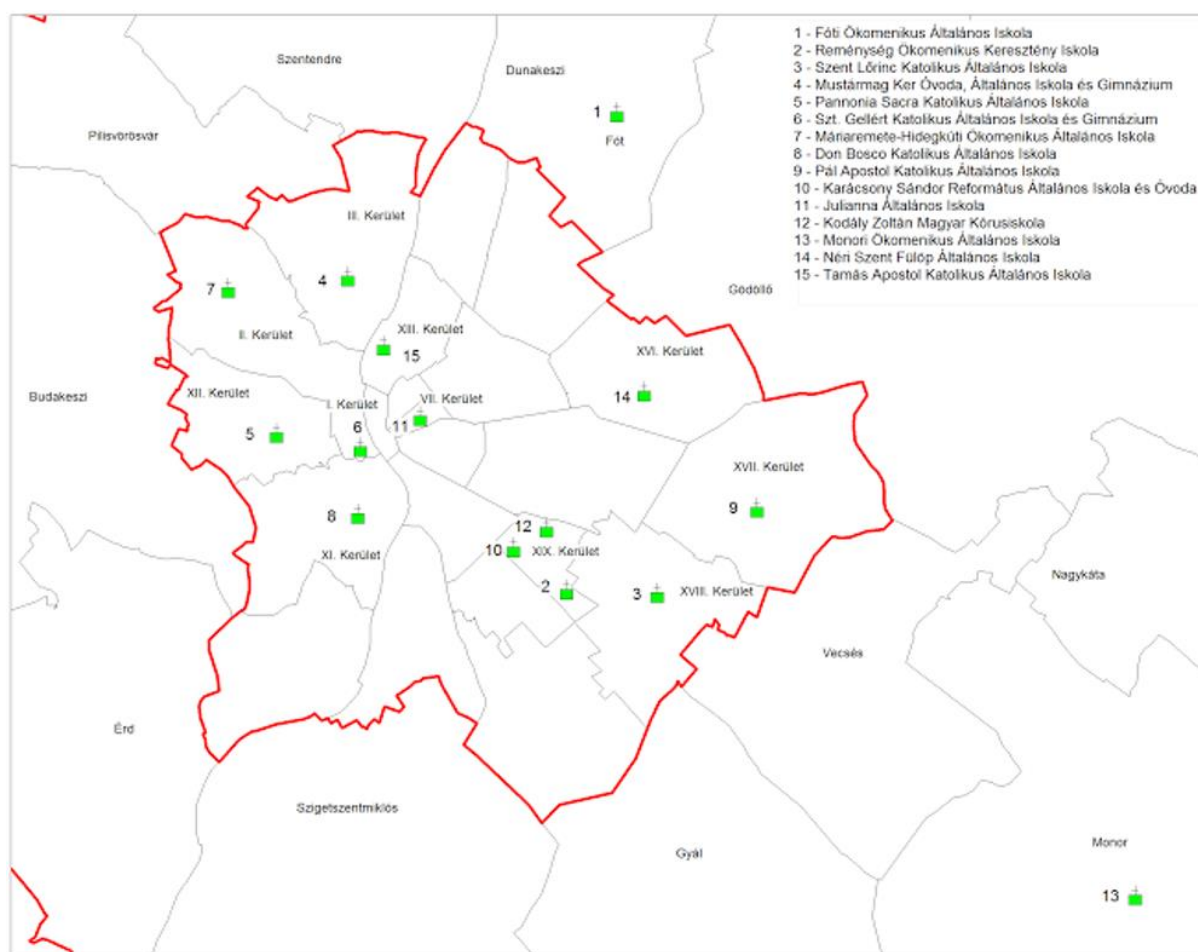 1 - Fóti Ökomenikus Általános Iskola
2 - Reménység Ökomenikus Keresztény Iskola
3 - Szent Lőrinc Katolikus Általános Iskola
4 - Mustármag Ker Óvoda, Általános Iskola és Gimnázium
5 - Pannonia Sacra Katolikus Általános Iskola
6 - Szt. Gellért Katolikus Általános Iskola és Gimnázium
7 - Máriaremete-Hidegkúti Ökomenikus Általános Iskola
8 - Don Bosco Katolikus Általános Iskola
9 - Pál Apostol Katolikus Általános Iskola
10 - Karácsony Sándor Református Általános Iskola és Óvoda
11 - Julianna Általános Iskola
12 - Kodály Zoltán Magyar Kórusiskola
13 - Monori Ökomenikus Általános Iskola
14 - Néri Szent Fülöp Általános Iskola
15 - Tamás Apostol Katolikus Általános Iskola
Szentendre
Dunakeszi
1
Fót
Pilisvörösvár
III. Kerület
4
7
Gödöllő
II. Kerület
XIII. Kerület
15
XVI. Kerület
14
Budakeszi
XII. Kerület
I. Kerület
VII. Kerület
11
5
6
XVII. Kerület
9
8
12
XI. Kerület
10
XIX. Kerület
2
3
XVIII. Kerület
Nagykáta
Vecsés
Érd
Szigetszentmiklós
Gyál
Monor
13